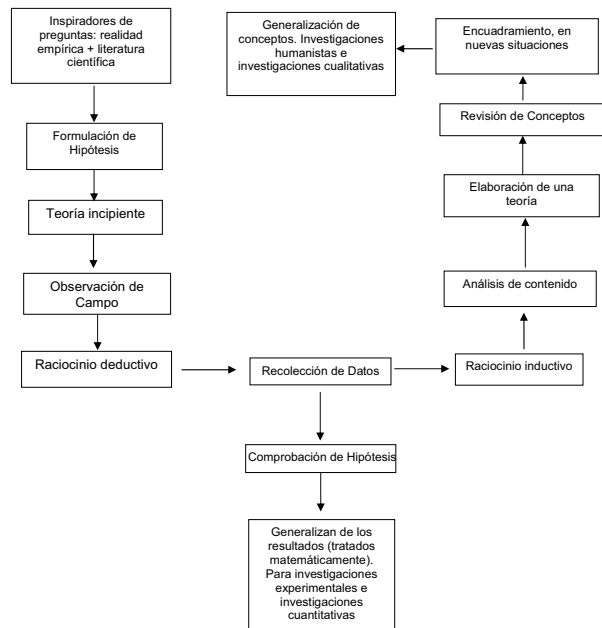 Inspiradores de
preguntas: realidad
empírica + literatura
científica
Formulación de
Hipótesis
Teoría incipiente
Observación de
Campo
Raciocinio deductivo
Recolección de Datos
Comprobación de Hipótesis
Generalizan de los
resultados (tratados
matemáticamente).
Para investigaciones
experimentales e
investigaciones
cuantitativas
Raciocinio inductivo
Análisis de contenido
Elaboración de una
teoría
Revisión de Conceptos
Encuadramiento, en
nuevas situaciones
Generalización de
conceptos. Investigaciones
humanistas e
investigaciones cualitativas